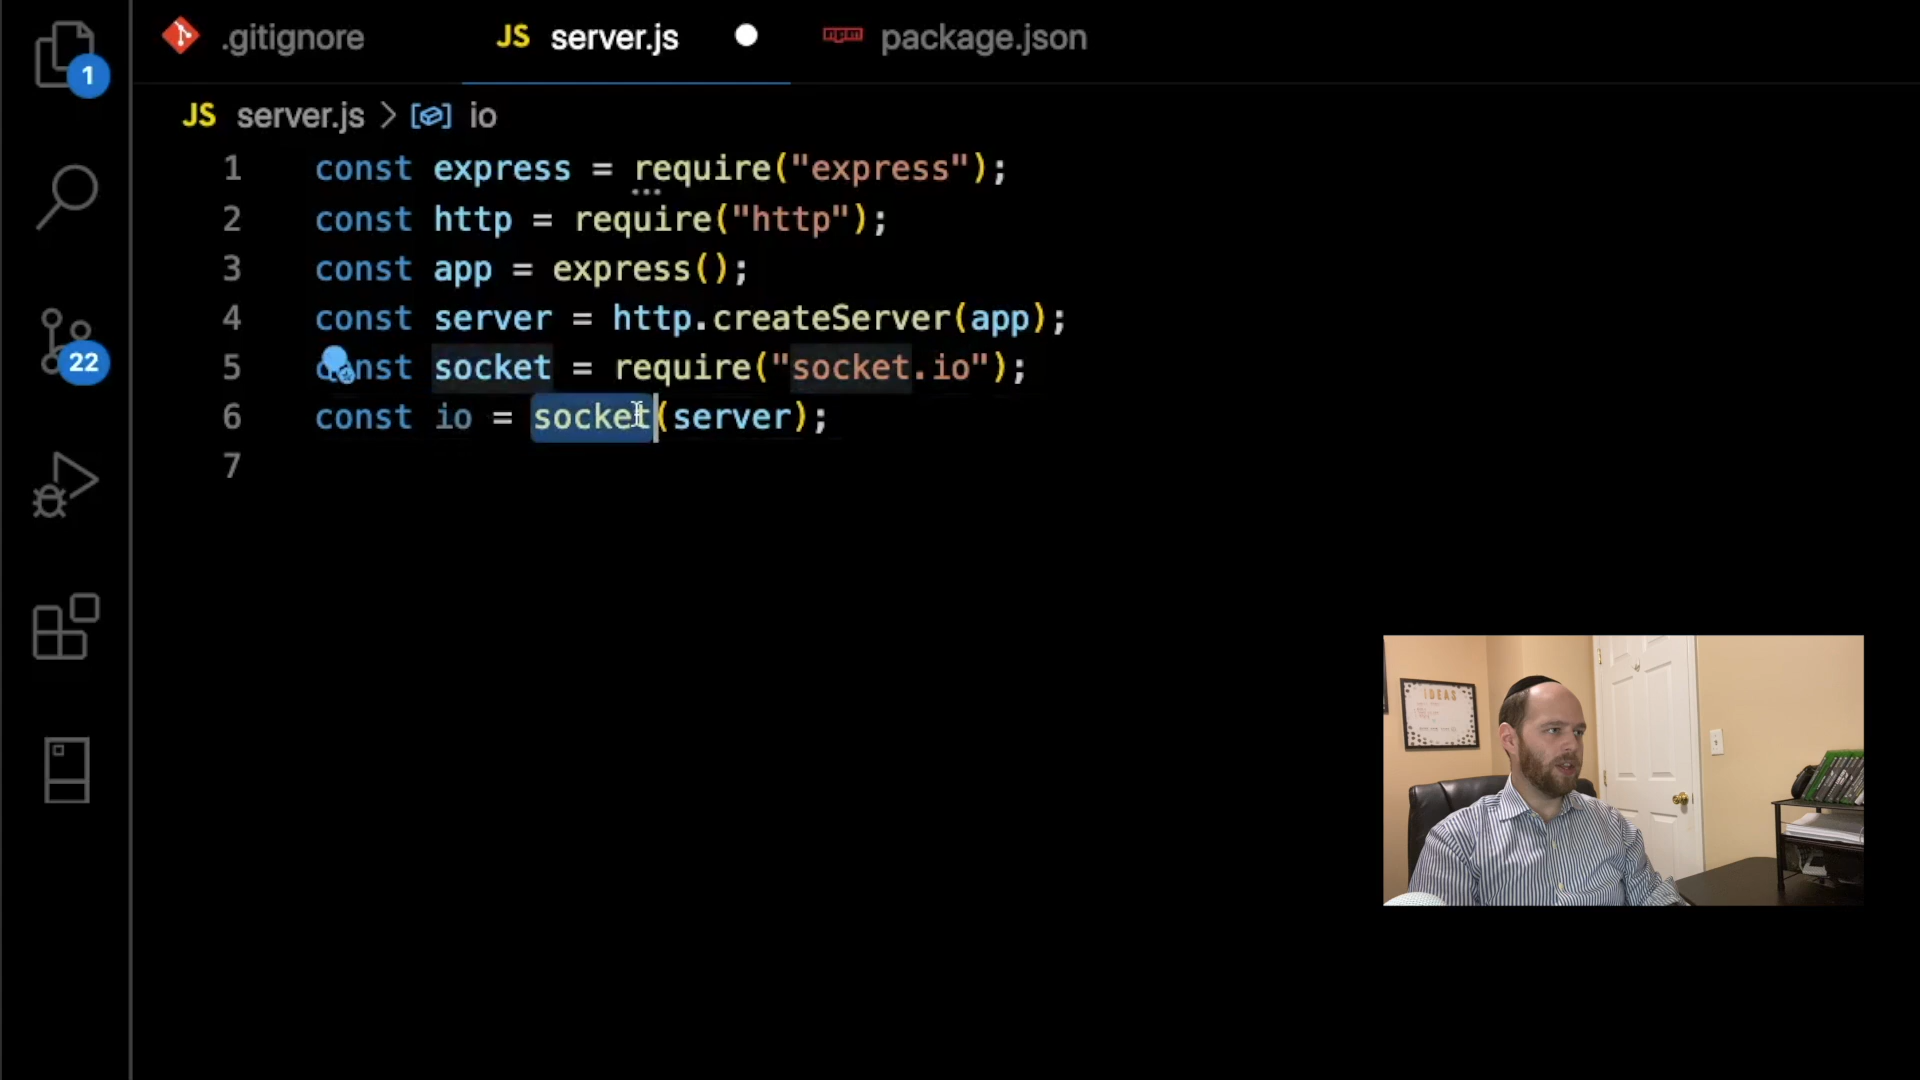 .gitignore JS server.js package.json
JS server.js > io
1 const express = require("express");
2 const http = require("http");
3 const app = express();
4 const server = http.createServer(app);
5 const socket = require("socket.io");
6 const io = socket(server);
7
1
22
IDEAS